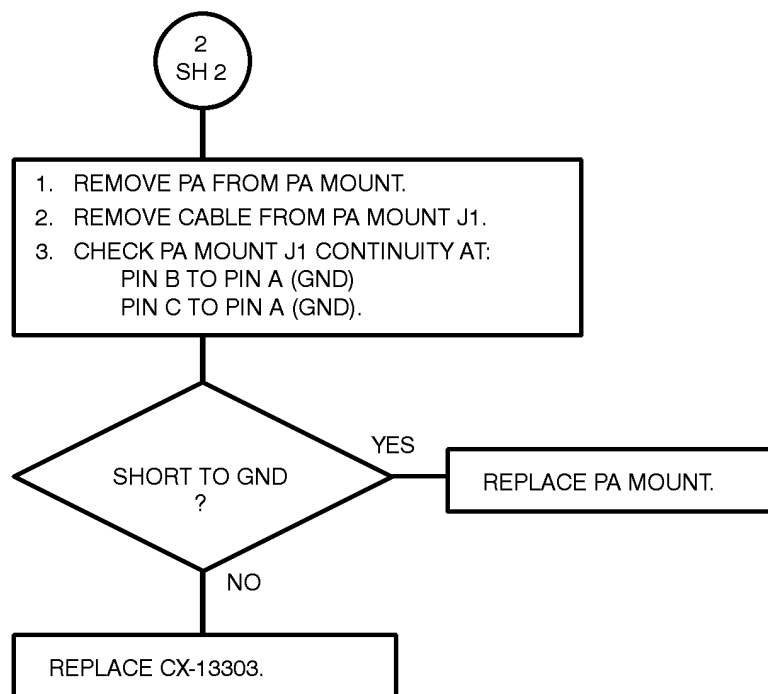 2
SH 2
1. REMOVE PA FROM PA MOUNT.
2. REMOVE CABLE FROM PA MOUNT J1.
3. CHECK PA MOUNT J1 CONTINUITY AT:
PIN B TO PIN A (GND)
PIN C TO PIN A (GND).
SHORT TO GND
?
YES
REPLACE PA MOUNT.
NO
REPLACE CX-13303.